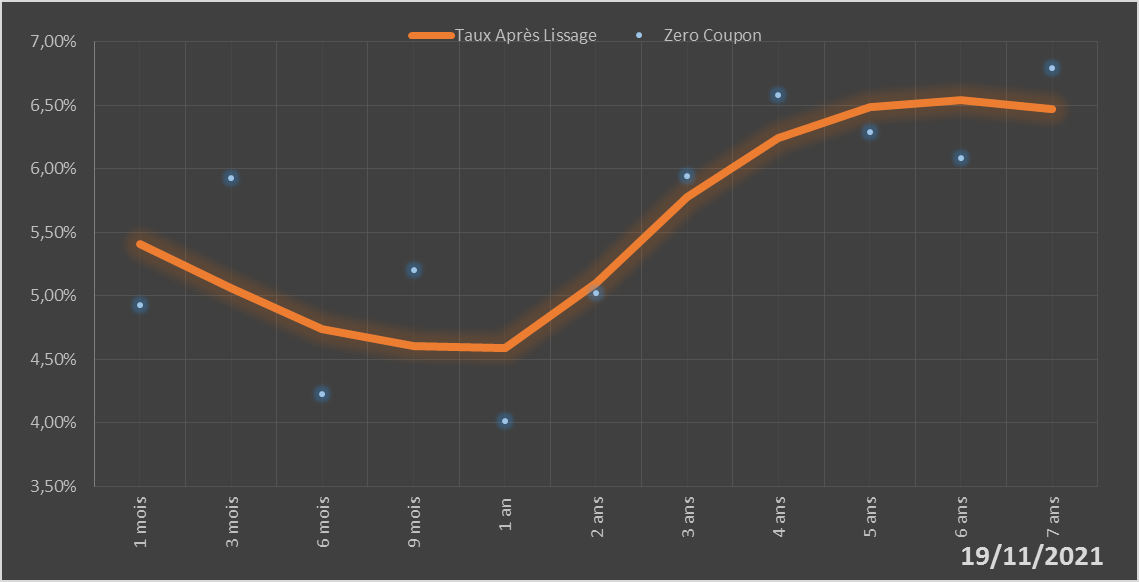 Taux Après Lissage Zero Coupon
7,00%
6,50%
6,00%
5,50%
5,00%
4,50%
4,00%
3,50%
1 mois
3 mois
6 mois
9 mois
1 an
2 ans
3 ans
4 ans
5 ans
6 ans
7 ans
19/11/2021